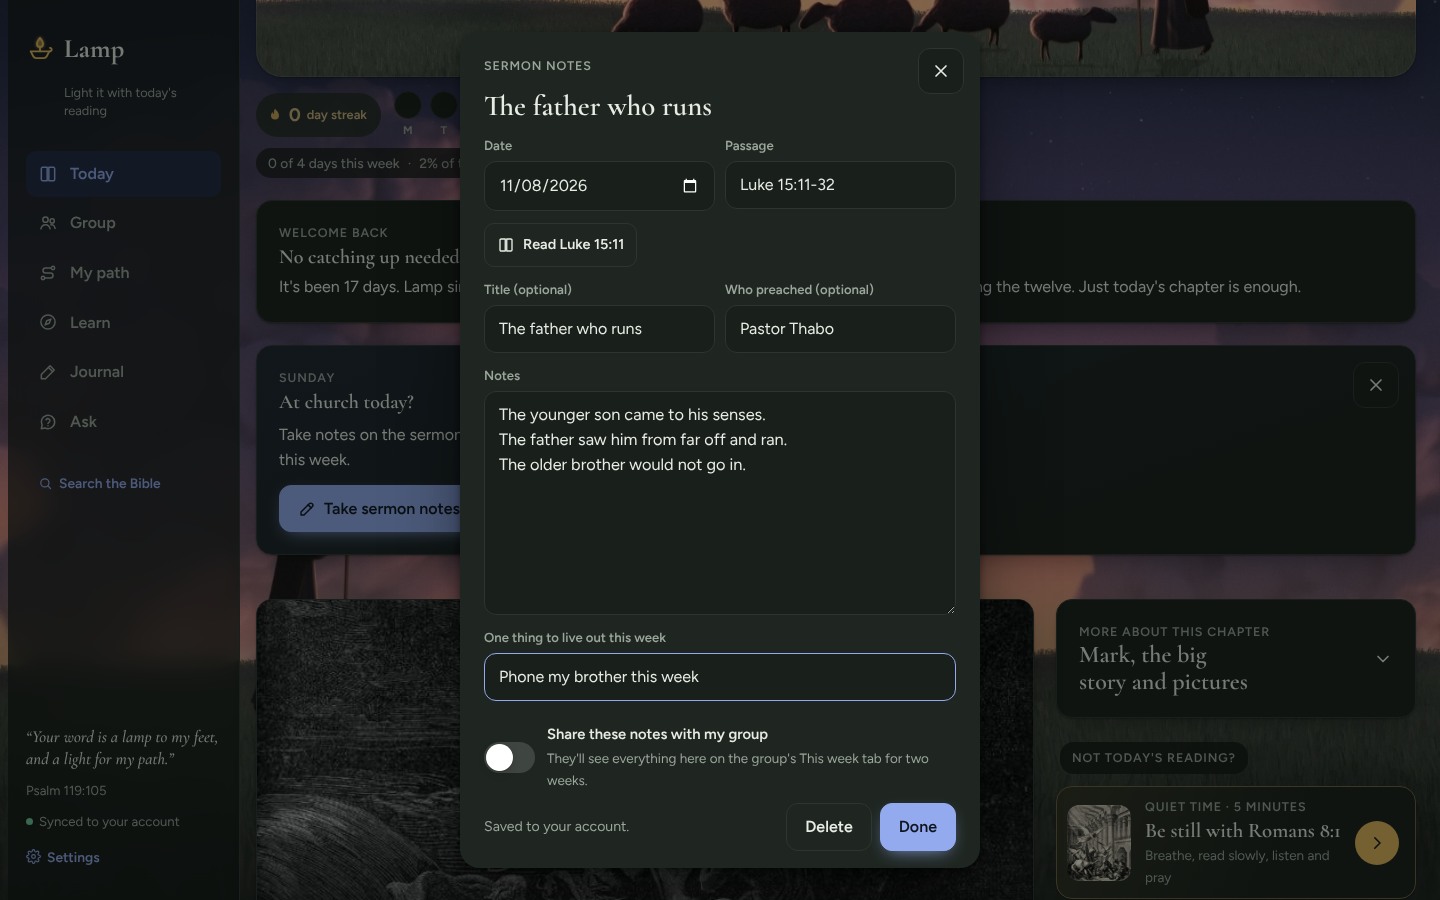 Lamp
Light it with today's
reading
Today
Group
My path
Learn
Journal
Ask
Search the Bible
“Your word is a lamp to my feet,
and a light for my path.”
Psalm 119:105
Synced to your account
Settings
0 day streak
M T
0 of 4 days this week · 2% of
WELCOME BACK
No catching up needed
It's been 17 days. Lamp
the twelve. Just today's chapter is enough.
SUNDAY
At church today?
Take notes on the sermon
this week.
Take sermon notes
SERMON NOTES
The father who runs
Date
Passage
11/08/2026
Luke 15:11-32
Read Luke 15:11
Title (optional)
Who preached (optional)
The father who runs
Pastor Thabo
Notes
The younger son came to his senses.
The father saw him from far off and ran.
The older brother would not go in.
One thing to live out this week
Phone my brother this week
Share these notes with my group
They'll see everything here on the group's This week tab for two
weeks.
Saved to your account.
Delete
Done
MORE ABOUT THIS CHAPTER
Mark, the big
story and pictures
NOT TODAY'S READING?
QUIET TIME · 5 MINUTES
Be still with Romans 8:1
Breathe, read slowly, listen and
pray